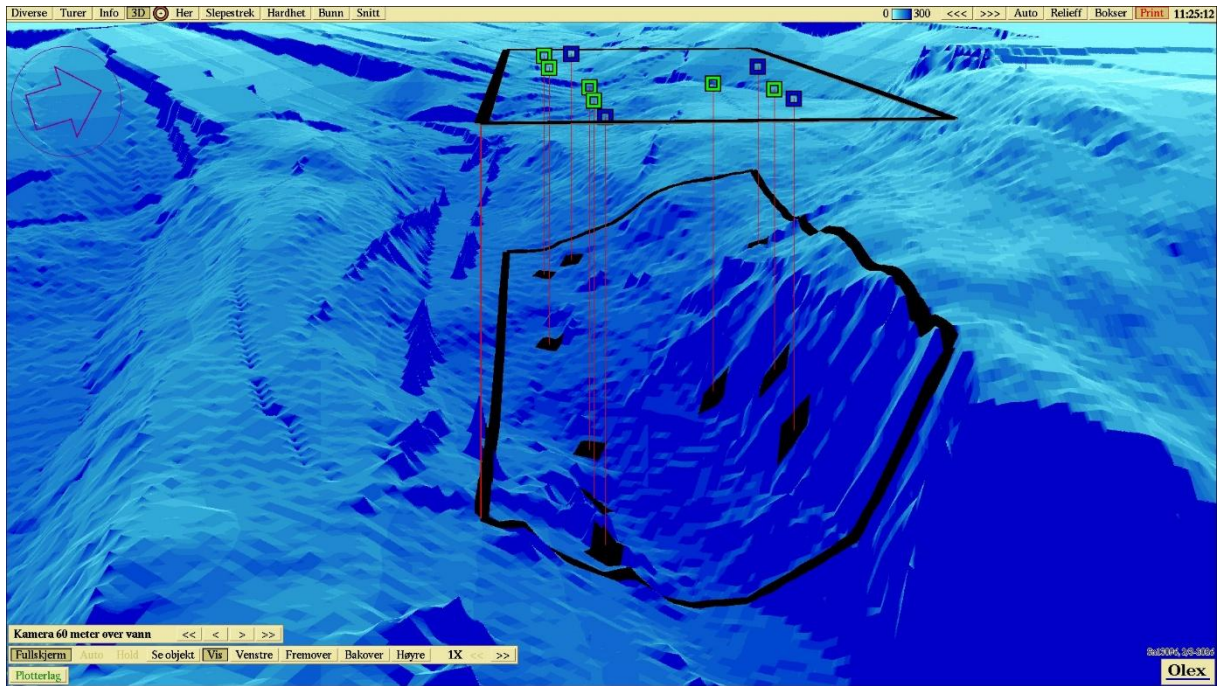 Diverse Turer Info 3D Her Slepestrek Hardhet Bunn Snitt 0 300 <<< >>> Auto Relieff Bokser Print 11:25:12
Kamera 60 meter over vann << < > >>
Fullskjerm Auto Hold Se objekt Vis Venstre Fremover Bakover Høyre 1X << >>
Plotterlag
Olex